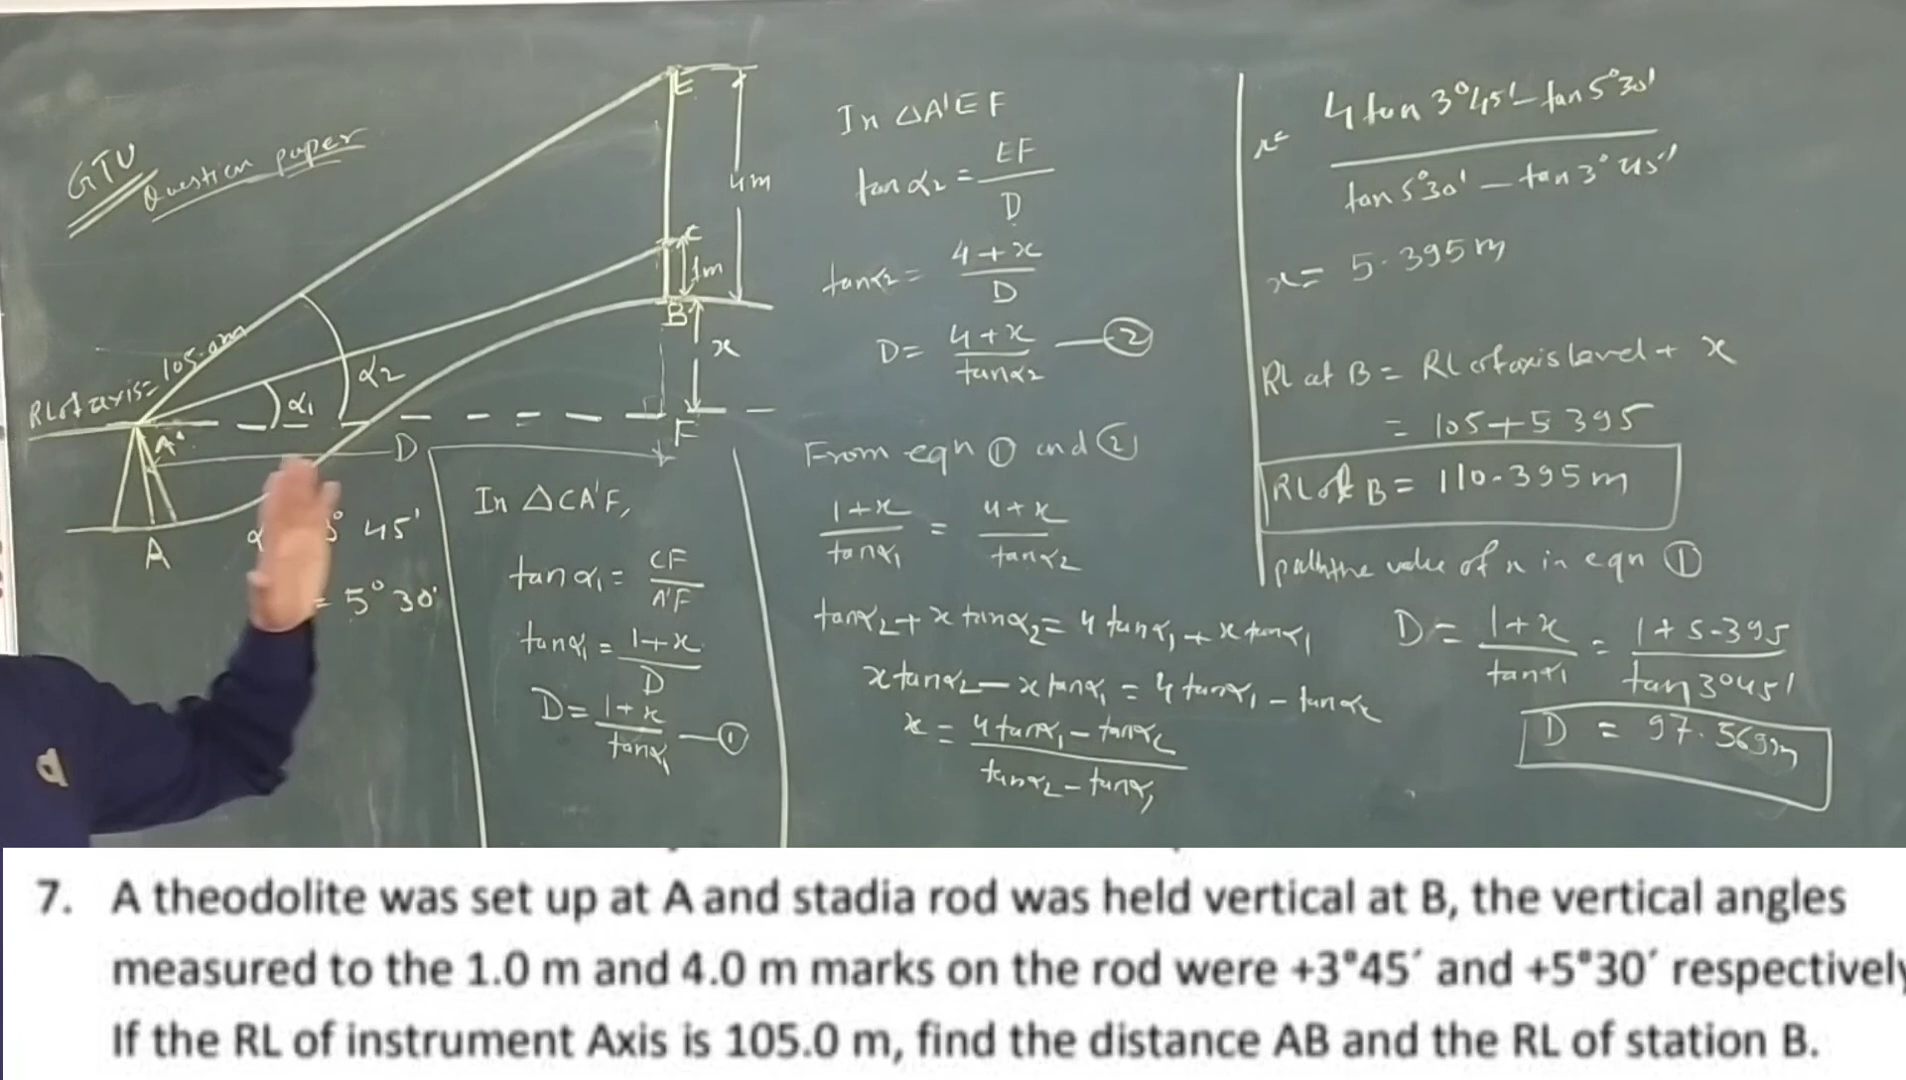 GTU
Question paper
RL of axis = 105.0m
E
4m
C
1m
B
x
α1
α2
A'
F
D
A
3° 45'
= 5° 30'
In △CA'F,
tan α1 = CF / A'F
tan α1 = 1+x / D
D = 1+x / tan α1 — ①
In △A'EF
tan α2 = EF / D
tan α2 = 4+x / D
D = 4+x / tan α2 — ②
From eqn ① and ②
1+x / tan α1 = 4+x / tan α2
tan α2 + x tan α2 = 4 tan α1 + x tan α1
x tan α2 – x tan α1 = 4 tan α1 – tan α2
x = 4 tan α1 – tan α2 / tan α2 – tan α1
x = 4 tan 3°45' – tan 5°30' / tan 5°30' – tan 3°45'
x = 5.395 m
RL at B = RL of axis level + x
= 105+5 395
RL of B = 110.395 m
the value of x in eqn ①
D = 1+x / tan α1 = 1+5.395 / tan 3°45'
D = 97.569m
7. A theodolite was set up at A and stadia rod was held vertical at B, the vertical angles
measured to the 1.0 m and 4.0 m marks on the rod were +3°45´ and +5°30´ respectively
If the RL of instrument Axis is 105.0 m, find the distance AB and the RL of station B.